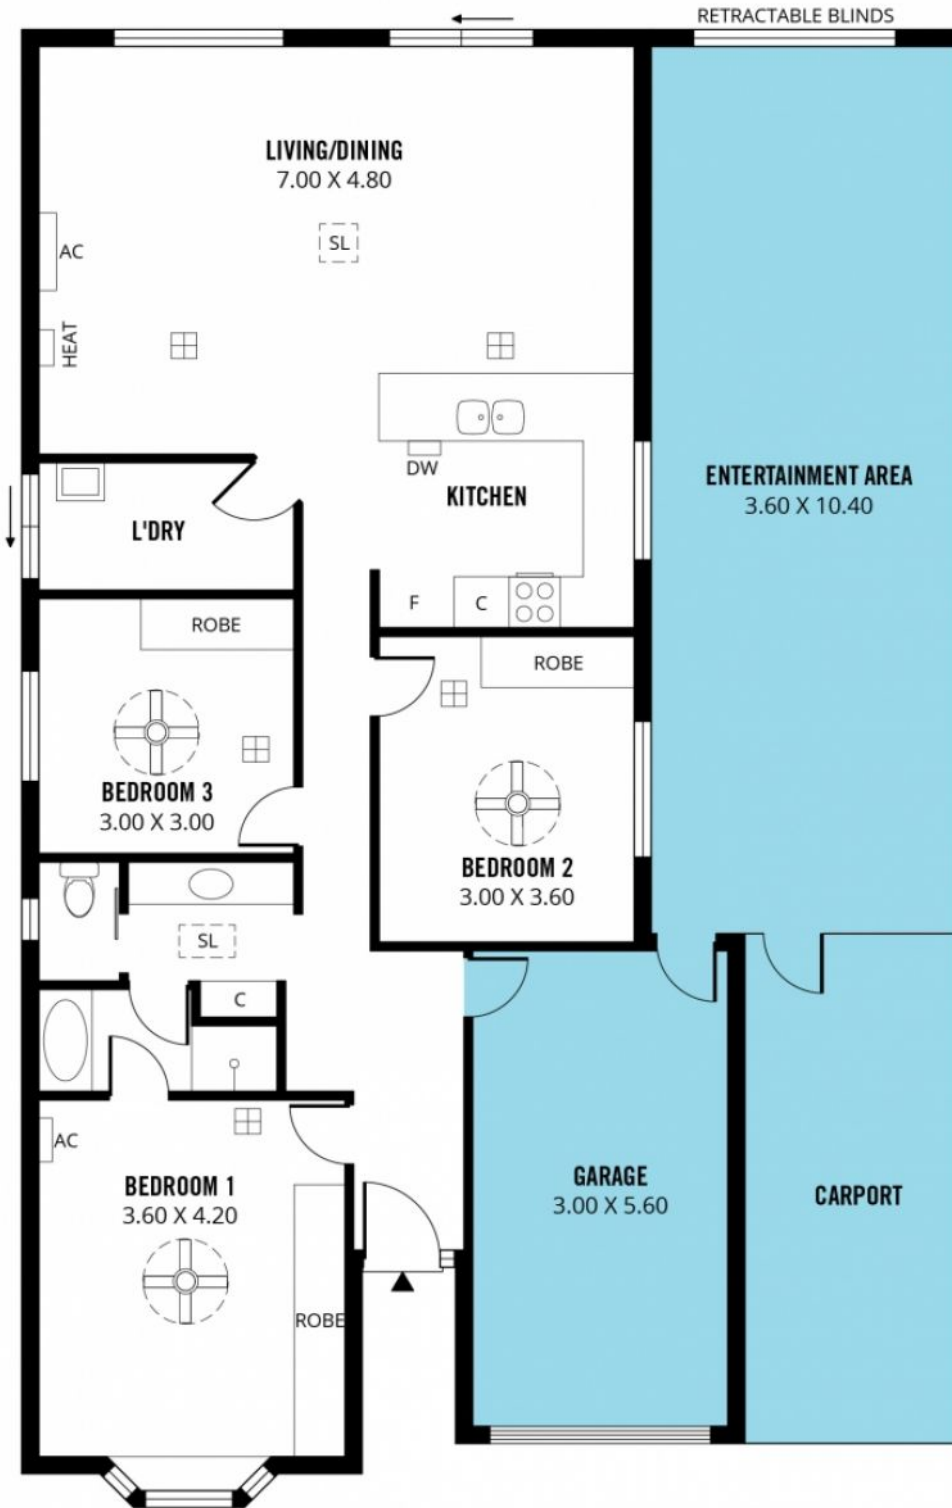 RETRACTABLE BLINDS
LIVING/DINING
7.00 X 4.80
SL
AC
HEAT
DW
KITCHEN
ENTERTAINMENT AREA
3.60 X 10.40
L'DRY
F
C
ROBE
ROBE
BEDROOM 3
3.00 X 3.00
BEDROOM 2
3.00 X 3.60
SL
C
AC
BEDROOM 1
3.60 X 4.20
ROBE
GARAGE
3.00 X 5.60
CARPORT